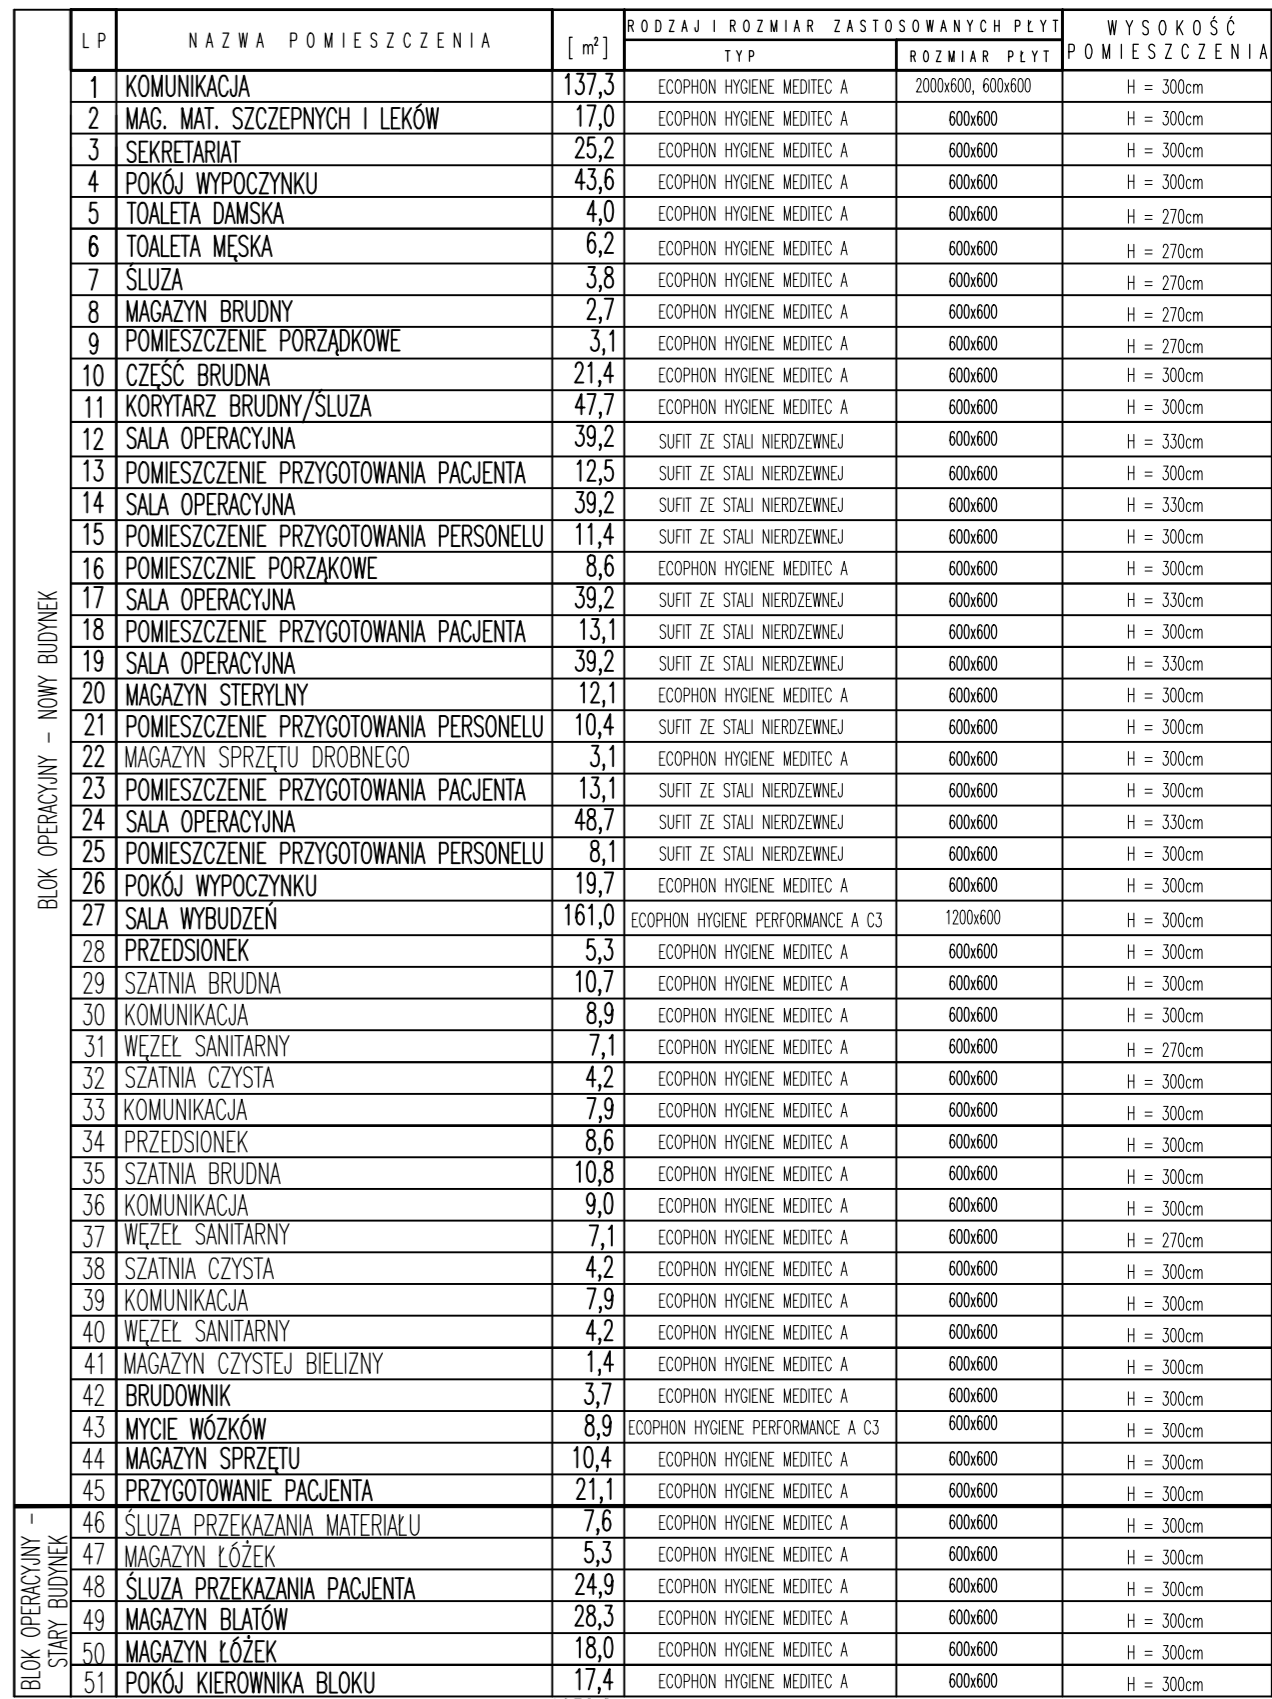 LP NAZWA POMIESZCZENIA [m²] RODZAJ I ROZMIAR ZASTOSOWANYCH PŁYT WYSOKOŚĆ POMIESZCZENIA
TYP ROZMIAR PŁYT
BLOK OPERACYJNY – NOWY BUDYNEK
1 KOMUNIKACJA 137,3 ECOPHON HYGIENE MEDITEC A 2000x600, 600x600 H = 300cm
2 MAG. MAT. SZCZEPNYCH I LEKÓW 17,0 ECOPHON HYGIENE MEDITEC A 600x600 H = 300cm
3 SEKRETARIAT 25,2 ECOPHON HYGIENE MEDITEC A 600x600 H = 300cm
4 POKÓJ WYPOCZYNKU 43,6 ECOPHON HYGIENE MEDITEC A 600x600 H = 300cm
5 TOALETA DAMSKA 4,0 ECOPHON HYGIENE MEDITEC A 600x600 H = 270cm
6 TOALETA MĘSKA 6,2 ECOPHON HYGIENE MEDITEC A 600x600 H = 270cm
7 ŚLUZA 3,8 ECOPHON HYGIENE MEDITEC A 600x600 H = 270cm
8 MAGAZYN BRUDNY 2,7 ECOPHON HYGIENE MEDITEC A 600x600 H = 270cm
9 POMIESZCZENIE PORZĄDKOWE 3,1 ECOPHON HYGIENE MEDITEC A 600x600 H = 270cm
10 CZĘŚĆ BRUDNA 21,4 ECOPHON HYGIENE MEDITEC A 600x600 H = 300cm
11 KORYTARZ BRUDNY/ŚLUZA 47,7 ECOPHON HYGIENE MEDITEC A 600x600 H = 300cm
12 SALA OPERACYJNA 39,2 SUFIT ZE STALI NIERDZEWNEJ 600x600 H = 330cm
13 POMIESZCZENIE PRZYGOTOWANIA PACJENTA 12,5 SUFIT ZE STALI NIERDZEWNEJ 600x600 H = 300cm
14 SALA OPERACYJNA 39,2 SUFIT ZE STALI NIERDZEWNEJ 600x600 H = 330cm
15 POMIESZCZENIE PRZYGOTOWANIA PERSONELU 11,4 SUFIT ZE STALI NIERDZEWNEJ 600x600 H = 300cm
16 POMIESZCZNIE PORZĄKOWE 8,6 ECOPHON HYGIENE MEDITEC A 600x600 H = 300cm
17 SALA OPERACYJNA 39,2 SUFIT ZE STALI NIERDZEWNEJ 600x600 H = 330cm
18 POMIESZCZENIE PRZYGOTOWANIA PACJENTA 13,1 SUFIT ZE STALI NIERDZEWNEJ 600x600 H = 300cm
19 SALA OPERACYJNA 39,2 SUFIT ZE STALI NIERDZEWNEJ 600x600 H = 330cm
20 MAGAZYN STERYLNY 12,1 ECOPHON HYGIENE MEDITEC A 600x600 H = 300cm
21 POMIESZCZENIE PRZYGOTOWANIA PERSONELU 10,4 SUFIT ZE STALI NIERDZEWNEJ 600x600 H = 300cm
22 MAGAZYN SPRZĘTU DROBNEGO 3,1 ECOPHON HYGIENE MEDITEC A 600x600 H = 300cm
23 POMIESZCZENIE PRZYGOTOWANIA PACJENTA 13,1 SUFIT ZE STALI NIERDZEWNEJ 600x600 H = 300cm
24 SALA OPERACYJNA 48,7 SUFIT ZE STALI NIERDZEWNEJ 600x600 H = 330cm
25 POMIESZCZENIE PRZYGOTOWANIA PERSONELU 8,1 SUFIT ZE STALI NIERDZEWNEJ 600x600 H = 300cm
26 POKÓJ WYPOCZYNKU 19,7 ECOPHON HYGIENE MEDITEC A 600x600 H = 300cm
27 SALA WYBUDZEŃ 161,0 ECOPHON HYGIENE PERFORMANCE A C3 1200x600 H = 300cm
28 PRZEDSIONEK 5,3 ECOPHON HYGIENE MEDITEC A 600x600 H = 300cm
29 SZATNIA BRUDNA 10,7 ECOPHON HYGIENE MEDITEC A 600x600 H = 300cm
30 KOMUNIKACJA 8,9 ECOPHON HYGIENE MEDITEC A 600x600 H = 300cm
31 WĘZEŁ SANITARNY 7,1 ECOPHON HYGIENE MEDITEC A 600x600 H = 270cm
32 SZATNIA CZYSTA 4,2 ECOPHON HYGIENE MEDITEC A 600x600 H = 300cm
33 KOMUNIKACJA 7,9 ECOPHON HYGIENE MEDITEC A 600x600 H = 300cm
34 PRZEDSIONEK 8,6 ECOPHON HYGIENE MEDITEC A 600x600 H = 300cm
35 SZATNIA BRUDNA 10,8 ECOPHON HYGIENE MEDITEC A 600x600 H = 300cm
36 KOMUNIKACJA 9,0 ECOPHON HYGIENE MEDITEC A 600x600 H = 300cm
37 WĘZEŁ SANITARNY 7,1 ECOPHON HYGIENE MEDITEC A 600x600 H = 270cm
38 SZATNIA CZYSTA 4,2 ECOPHON HYGIENE MEDITEC A 600x600 H = 300cm
39 KOMUNIKACJA 7,9 ECOPHON HYGIENE MEDITEC A 600x600 H = 300cm
40 WĘZEŁ SANITARNY 4,2 ECOPHON HYGIENE MEDITEC A 600x600 H = 300cm
41 MAGAZYN CZYSTEJ BIELIZNY 1,4 ECOPHON HYGIENE MEDITEC A 600x600 H = 300cm
42 BRUDOWNIK 3,7 ECOPHON HYGIENE MEDITEC A 600x600 H = 300cm
43 MYCIE WÓZKÓW 8,9 ECOPHON HYGIENE PERFORMANCE A C3 600x600 H = 300cm
44 MAGAZYN SPRZĘTU 10,4 ECOPHON HYGIENE MEDITEC A 600x600 H = 300cm
45 PRZYGOTOWANIE PACJENTA 21,1 ECOPHON HYGIENE MEDITEC A 600x600 H = 300cm
BLOK OPERACYJNY – STARY BUDYNEK
46 ŚLUZA PRZEKAZANIA MATERIAŁU 7,6 ECOPHON HYGIENE MEDITEC A 600x600 H = 300cm
47 MAGAZYN ŁÓŻEK 5,3 ECOPHON HYGIENE MEDITEC A 600x600 H = 300cm
48 ŚLUZA PRZEKAZANIA PACJENTA 24,9 ECOPHON HYGIENE MEDITEC A 600x600 H = 300cm
49 MAGAZYN BLATÓW 28,3 ECOPHON HYGIENE MEDITEC A 600x600 H = 300cm
50 MAGAZYN ŁÓŻEK 18,0 ECOPHON HYGIENE MEDITEC A 600x600 H = 300cm
51 POKÓJ KIEROWNIKA BLOKU 17,4 ECOPHON HYGIENE MEDITEC A 600x600 H = 300cm